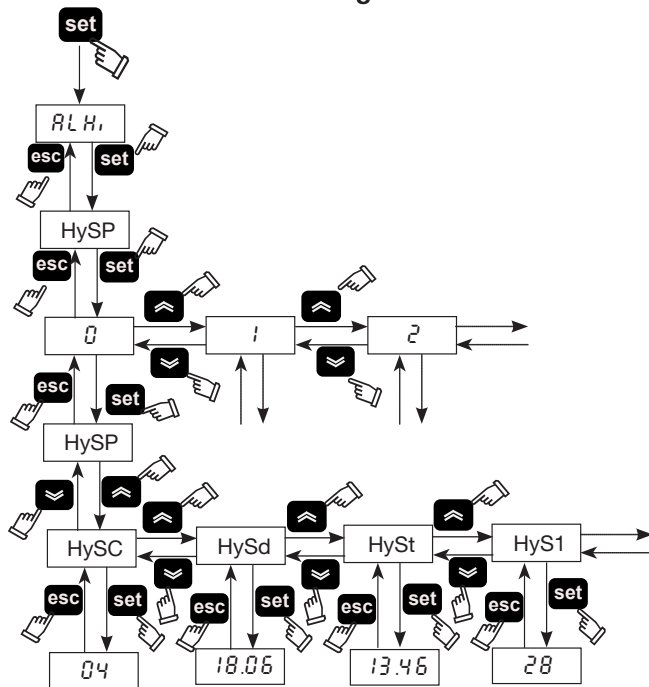 g
set
ALHi
esc set
HySP
esc set
0 1 2
esc set
HySP
HySC HySd HySt HyS1
esc set esc set esc set esc set
04 18.06 13.46 28